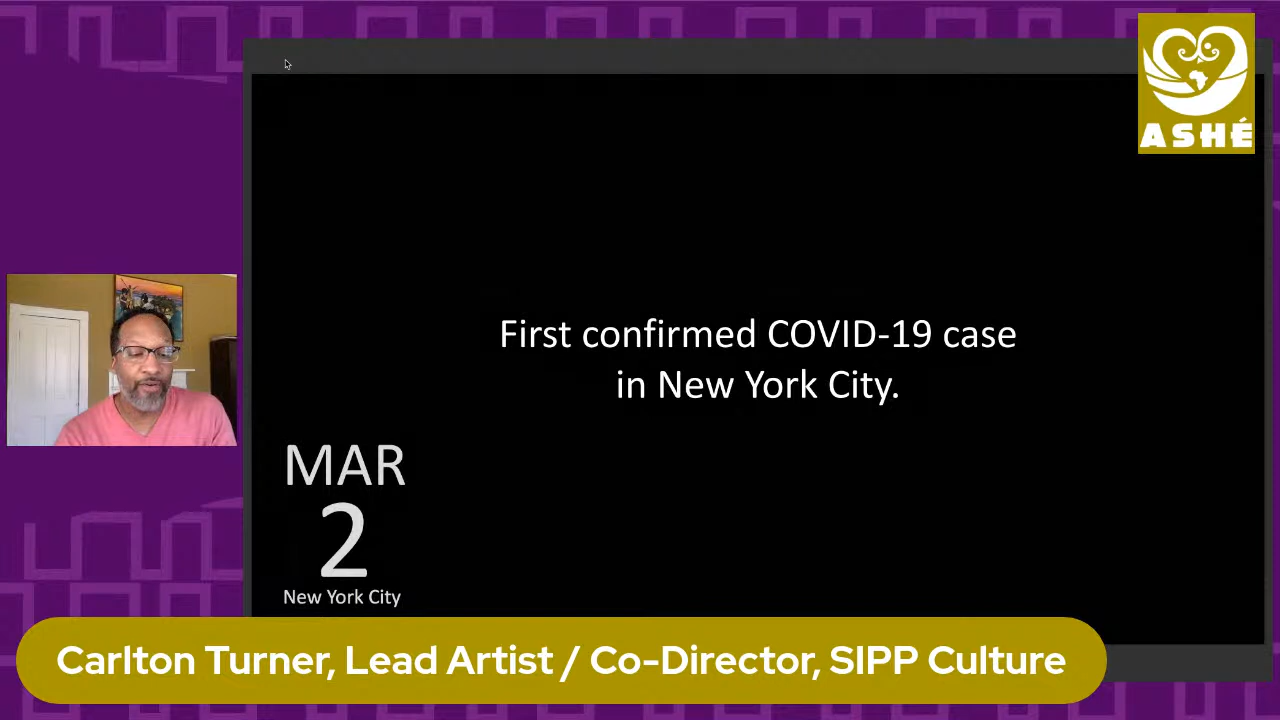 ASHÉ
First confirmed COVID-19 case
in New York City.
MAR
2
New York City
Carlton Turner, Lead Artist / Co-Director, SIPP Culture